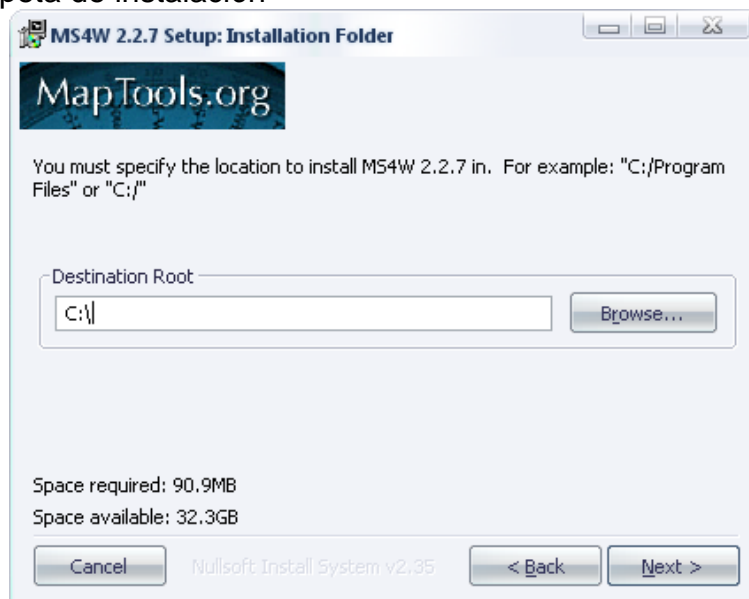 de instalación
MS4W 2.2.7 Setup: Installation Folder
MapTools.org
You must specify the location to install MS4W 2.2.7 in. For example: "C:/Program
Files" or "C:/"
Destination Root
C:\
Browse...
Space required: 90.9MB
Space available: 32.3GB
Cancel
Nullsoft Install System v2.35
< Back
Next >